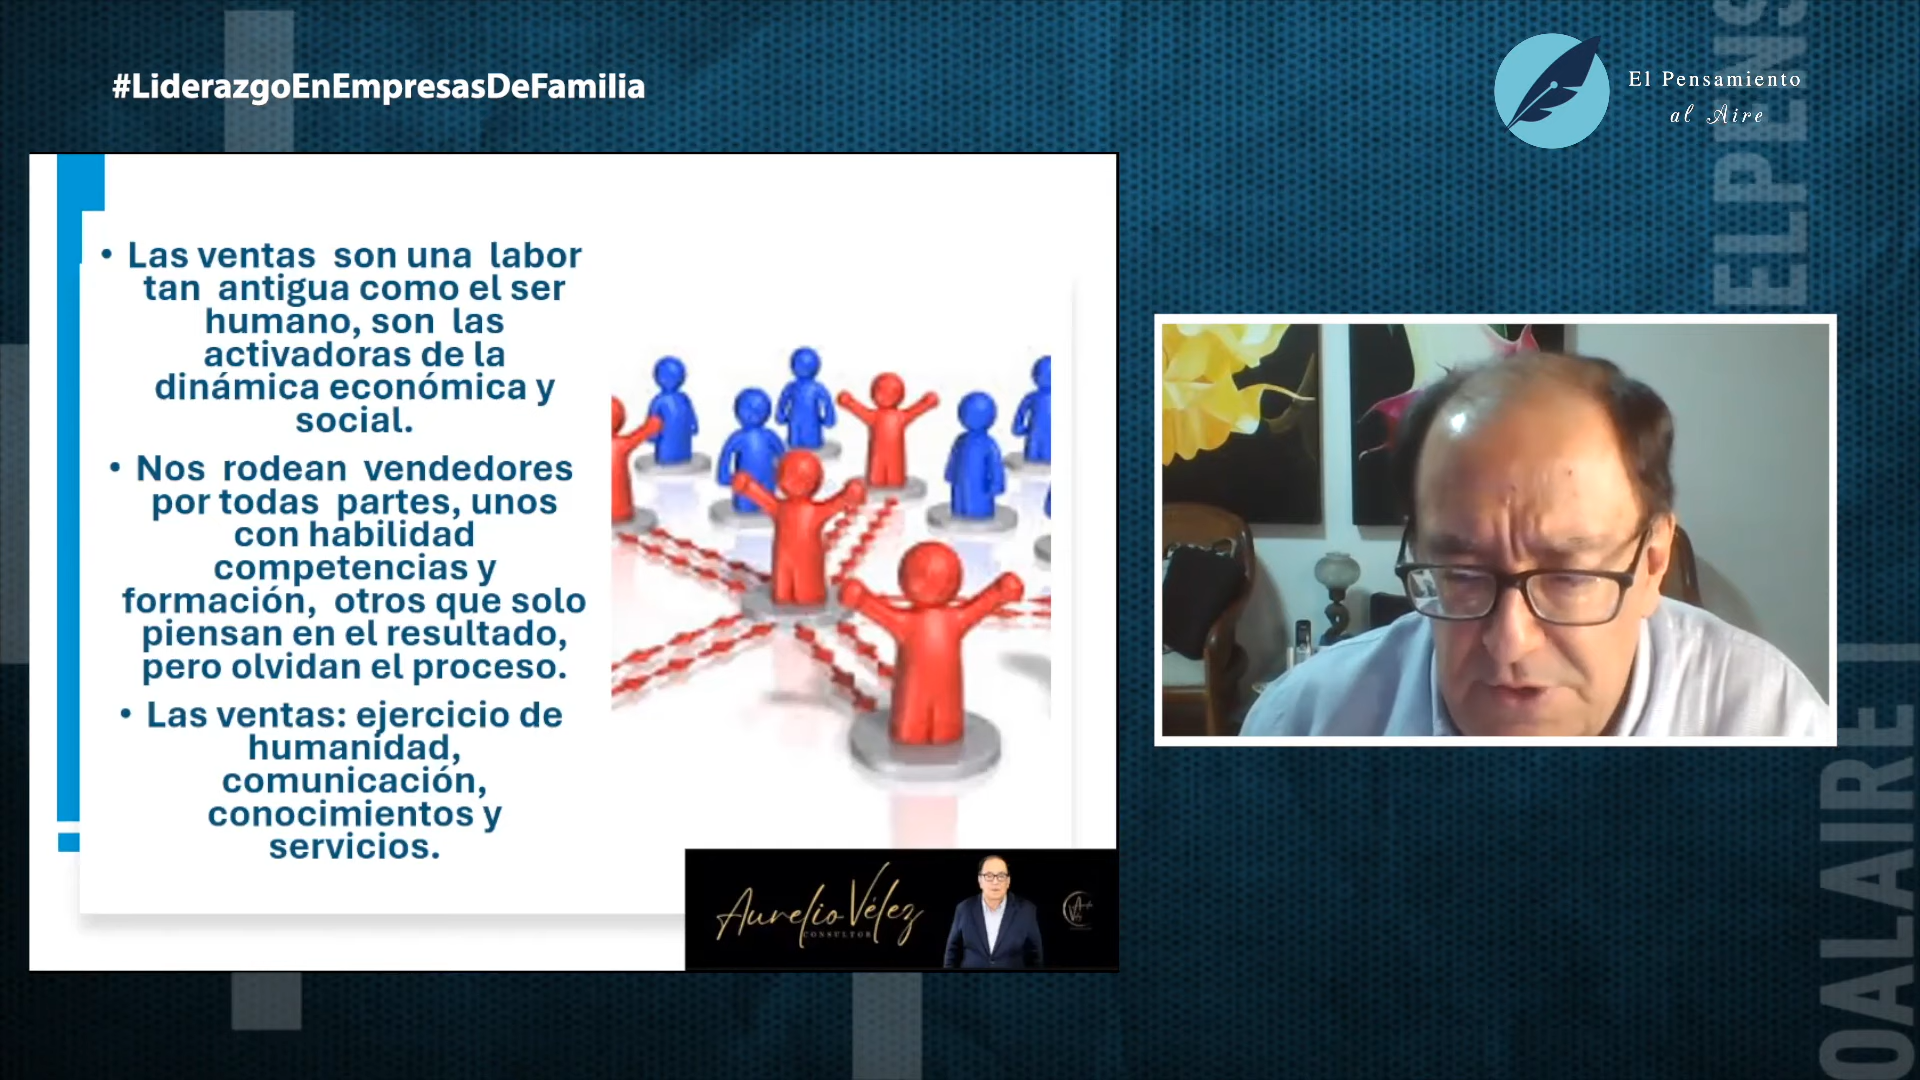 #LiderazgoEnEmpresasDeFamilia
El Pensamiento
al Aire
• Las ventas son una labor
tan antigua como el ser
humano, son las
activadoras de la
dinámica económica y
social.
• Nos rodean vendedores
por todas partes, unos
con habilidad
competencias y
formación, otros que solo
piensan en el resultado,
pero olvidan el proceso.
• Las ventas: ejercicio de
humanidad,
comunicación,
conocimientos y
servicios.
Aurelio Vélez
CONSULTOR
ELPENS
OALAIRE |